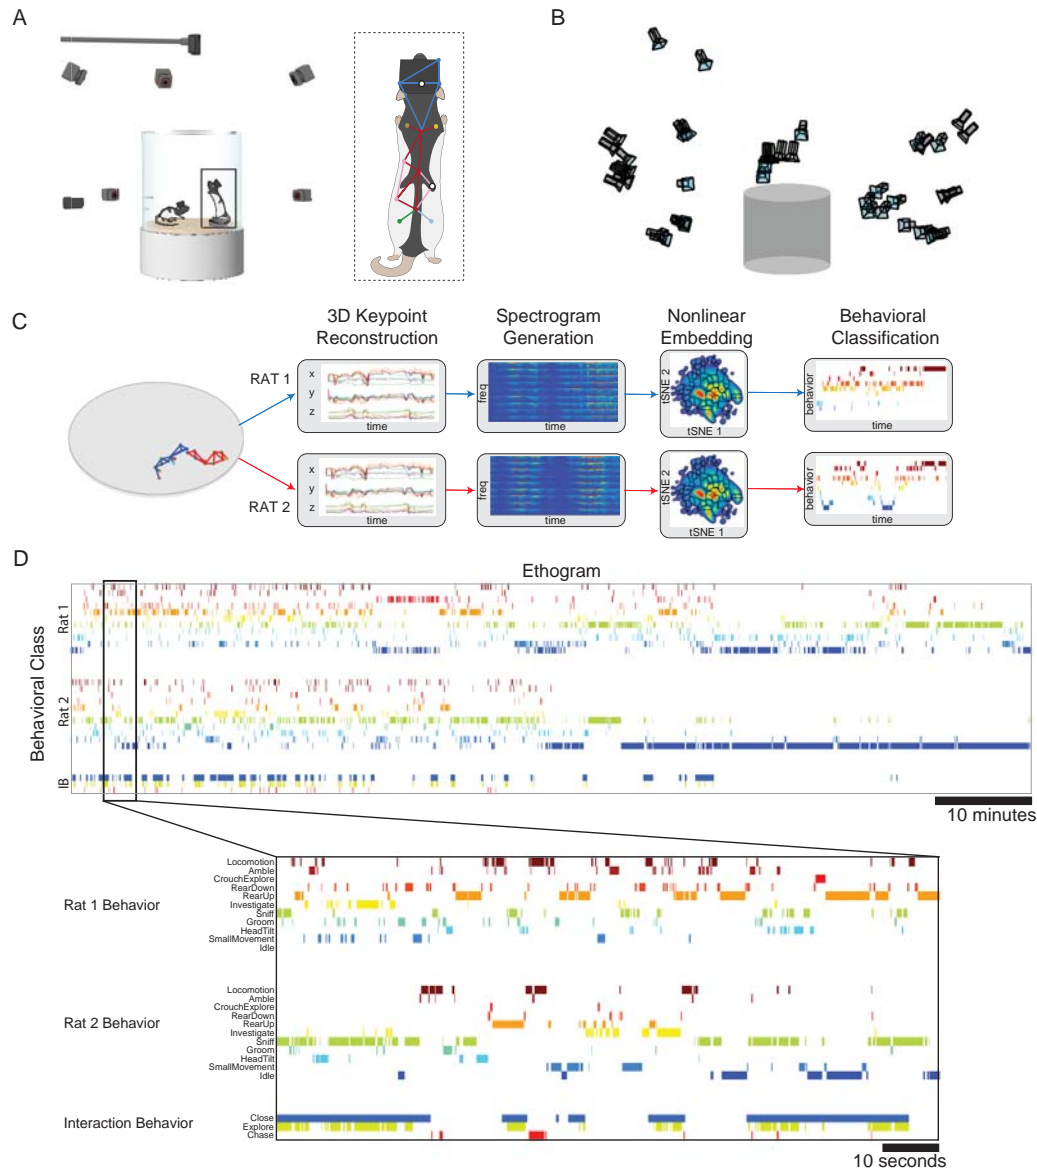 A
B
C
3D Keypoint
Reconstruction
Spectrogram
Generation
Nonlinear
Embedding
Behavioral
Classification
RAT 1
x
y
z
time
freq
time
tSNE 2
tSNE 1
behavior
time
RAT 2
x
y
z
time
freq
time
tSNE 2
tSNE 1
behavior
time
D
Ethogram
Behavioral Class
Rat 1
Rat 2
IB
10 minutes
Rat 1 Behavior
Locomotion
Amble
CrouchExplore
RearDown
RearUp
Investigate
Sniff
Groom
HeadTilt
SmallMovement
Idle
Rat 2 Behavior
Locomotion
Amble
CrouchExplore
RearDown
RearUp
Investigate
Sniff
Groom
HeadTilt
SmallMovement
Idle
Interaction Behavior
Close
Explore
Chase
10 seconds